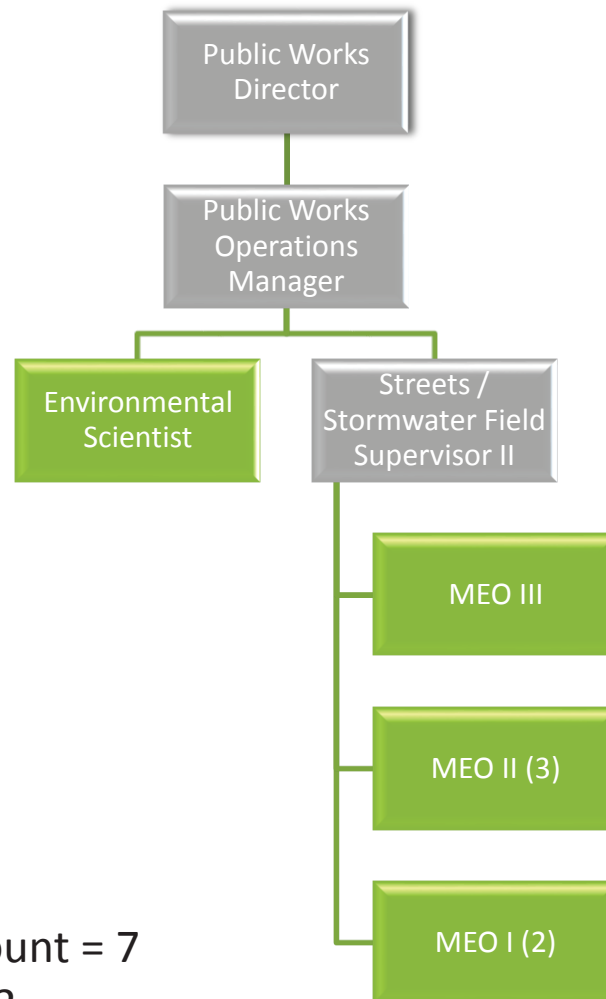 Public Works
Director
Public Works
Operations
Manager
Environmental
Scientist
Streets /
Stormwater Field
Supervisor II
MEO III
MEO II (3)
MEO I (2)
= 7